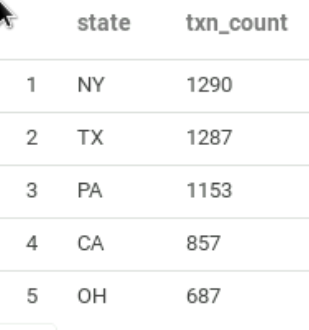 state txn_count
1 NY 1290
2 TX 1287
3 PA 1153
4 CA 857
5 OH 687